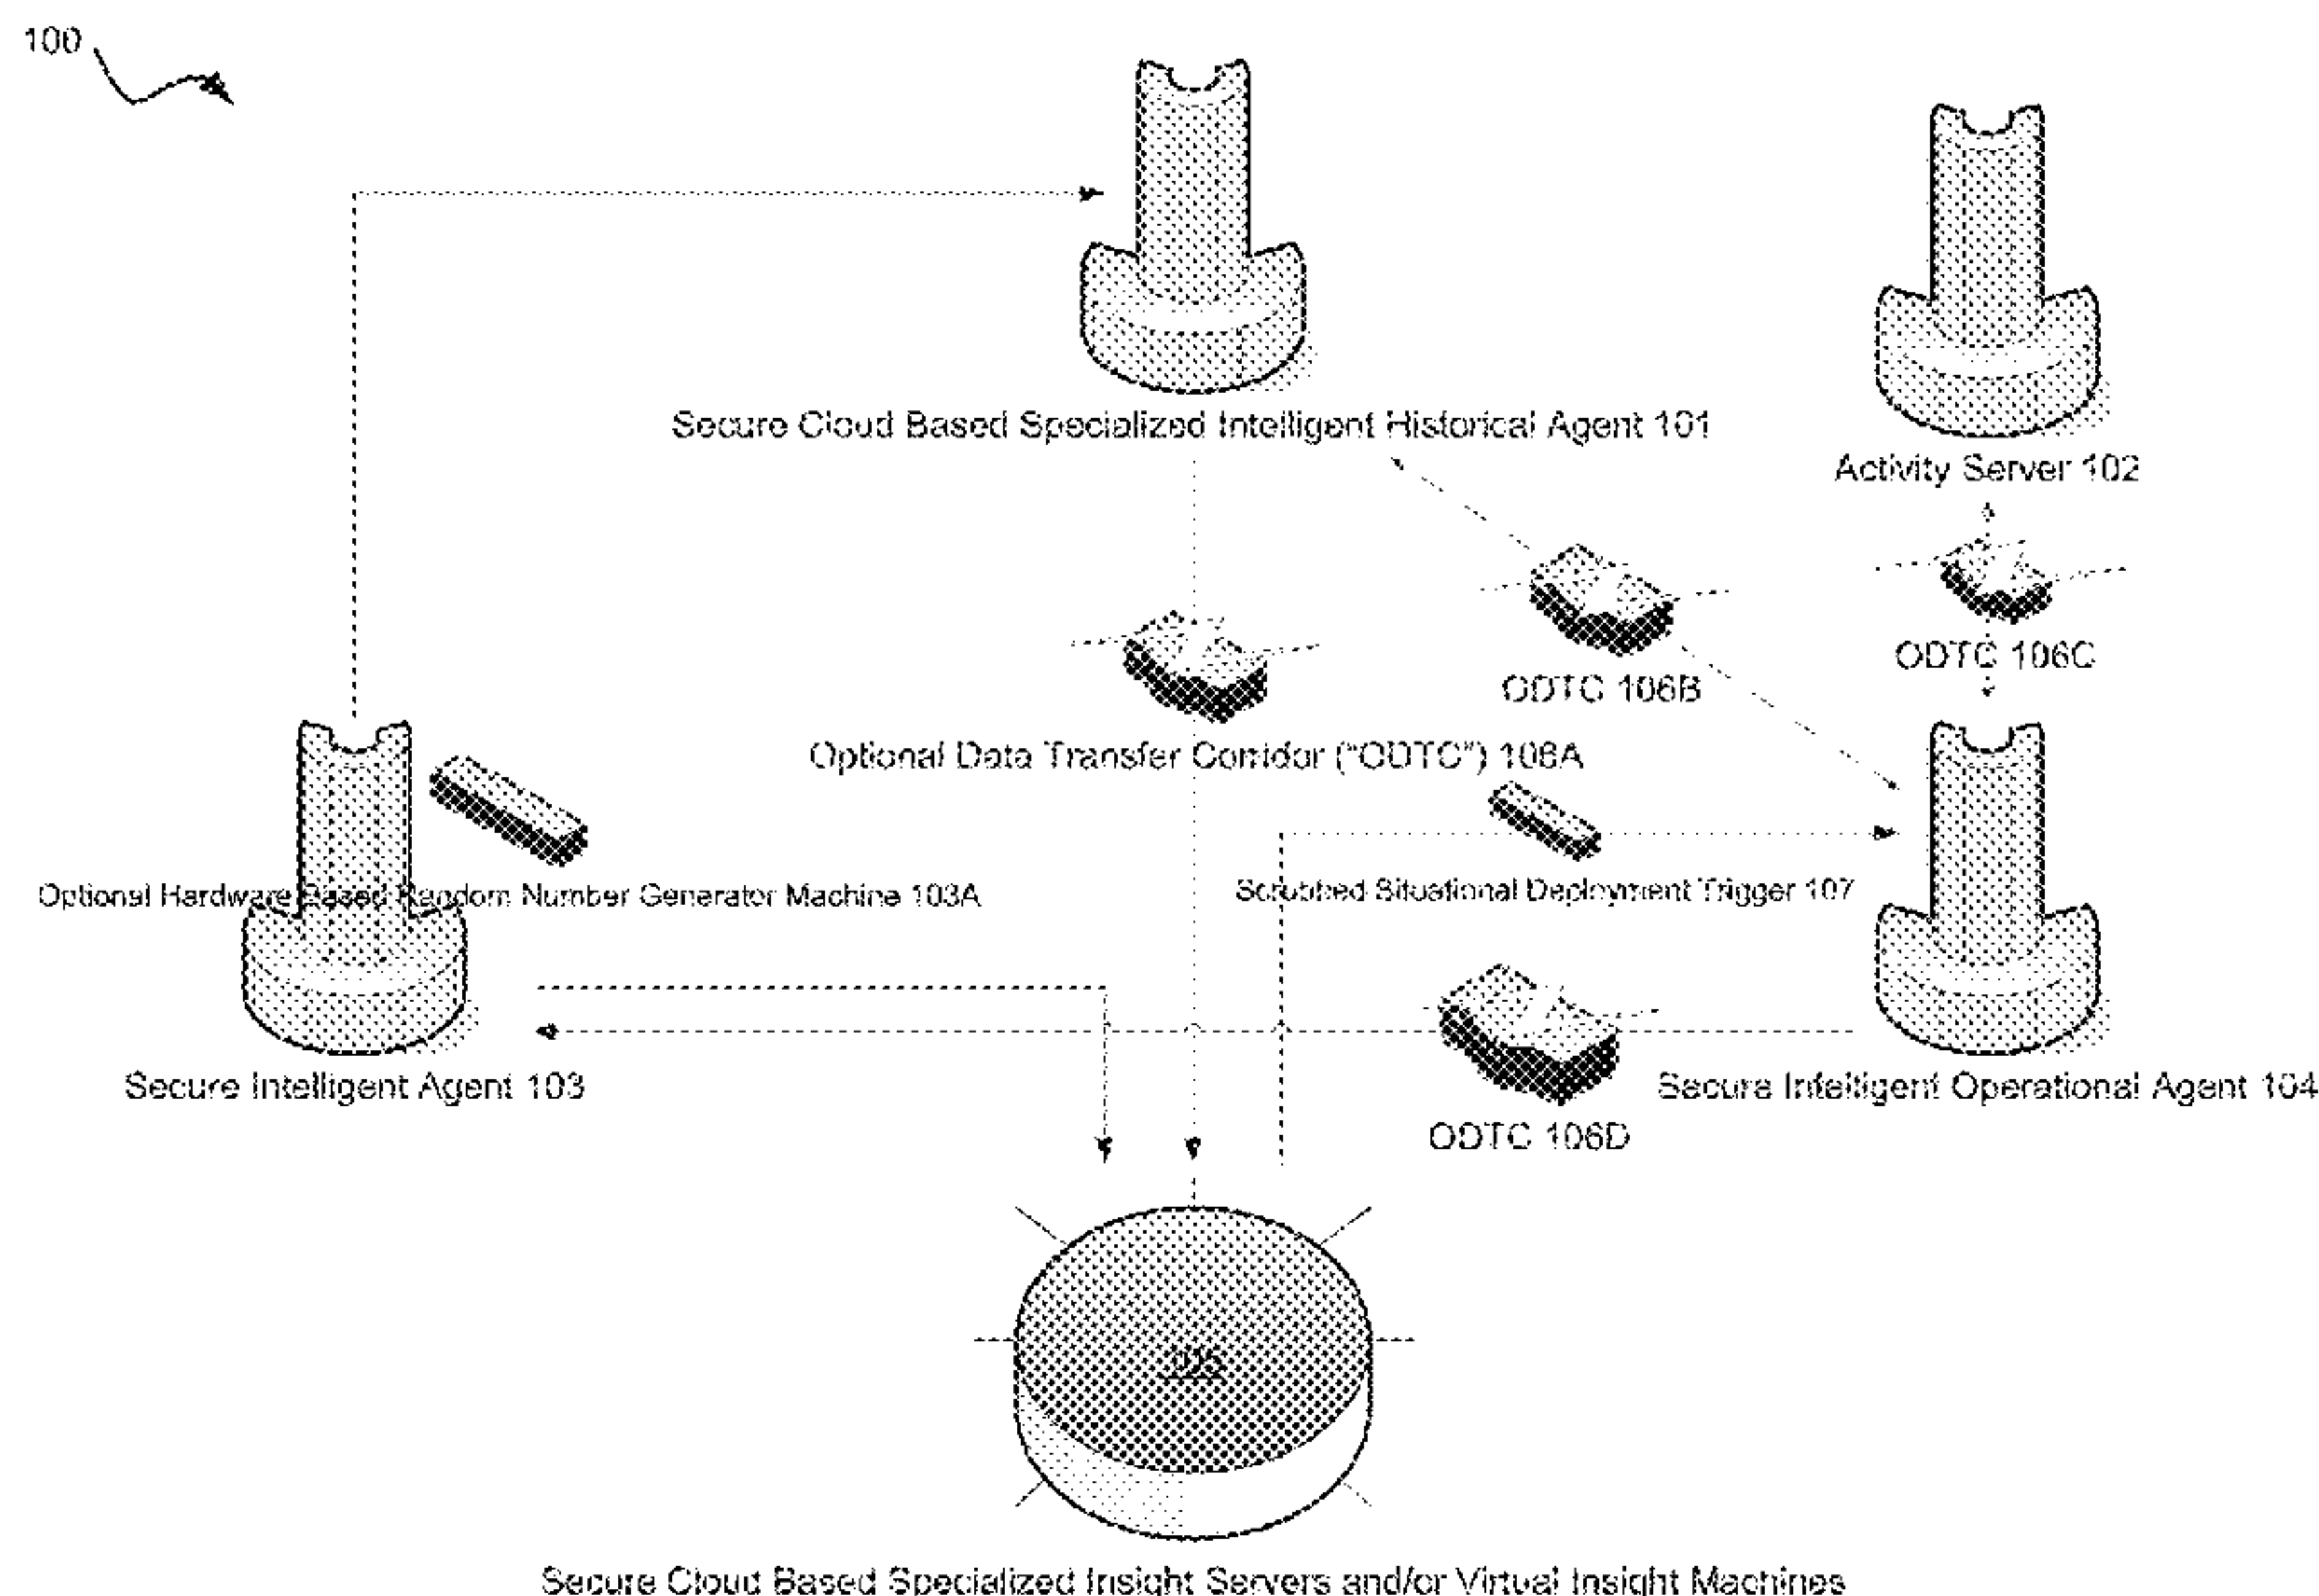 100
Secure Cloud Based Specialized Intelligent Historical Agent 101
Activity Server 102
ODTC 106C
ODTC 106B
Optional Data Transfer Corridor ("ODTC") 106A
Optional Hardware Based Random Number Generator Machine 103A
Scrubbed Situational Deployment Trigger 107
Secure Intelligent Agent 103
Secure Intelligent Operational Agent 104
ODTC 106D
105
Secure Cloud Based Specialized Insight Servers and/or Virtual Insight Machines